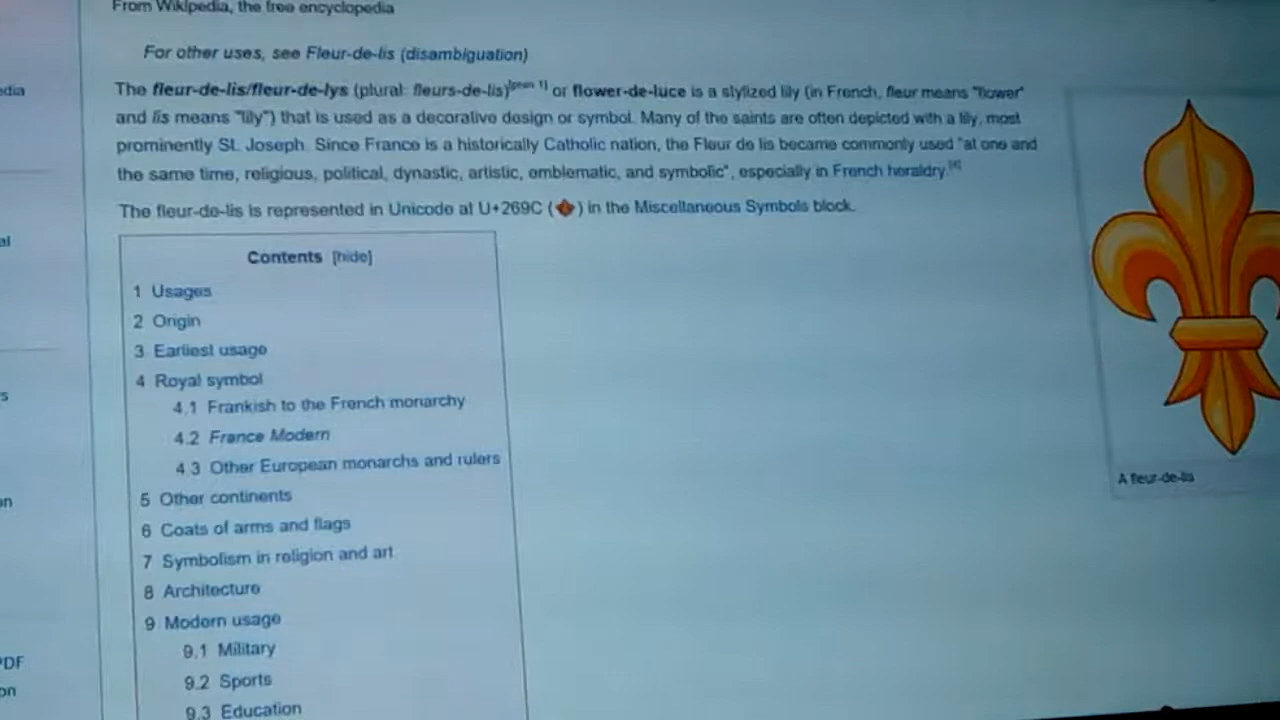 From Wikipedia, the free encyclopedia
For other uses, see Fleur-de-lis (disambiguation)
edia
The fleur-de-lis/fleur-de-lys (plural: fleurs-de-lis)[pron 1] or flower-de-luce is a stylized lily (in French, fleur means "flower"
and lis means "lily") that is used as a decorative design or symbol. Many of the saints are often depicted with a lily, most
prominently St. Joseph. Since France is a historically Catholic nation, the Fleur de lis became commonly used "at one and
the same time, religious, political, dynastic, artistic, emblematic, and symbolic", especially in French heraldry.
The fleur-de-lis is represented in Unicode at U+269C (⚜) in the Miscellaneous Symbols block.
al
Contents [hide]
1 Usages
2 Origin
3 Earliest usage
4 Royal symbol
s
4.1 Frankish to the French monarchy
4.2 France Modern
4.3 Other European monarchs and rulers
A fleur-de-lis
on
5 Other continents
6 Coats of arms and flags
7 Symbolism in religion and art
8 Architecture
9 Modern usage
9.1 Military
PDF
9.2 Sports
on
9.3 Education